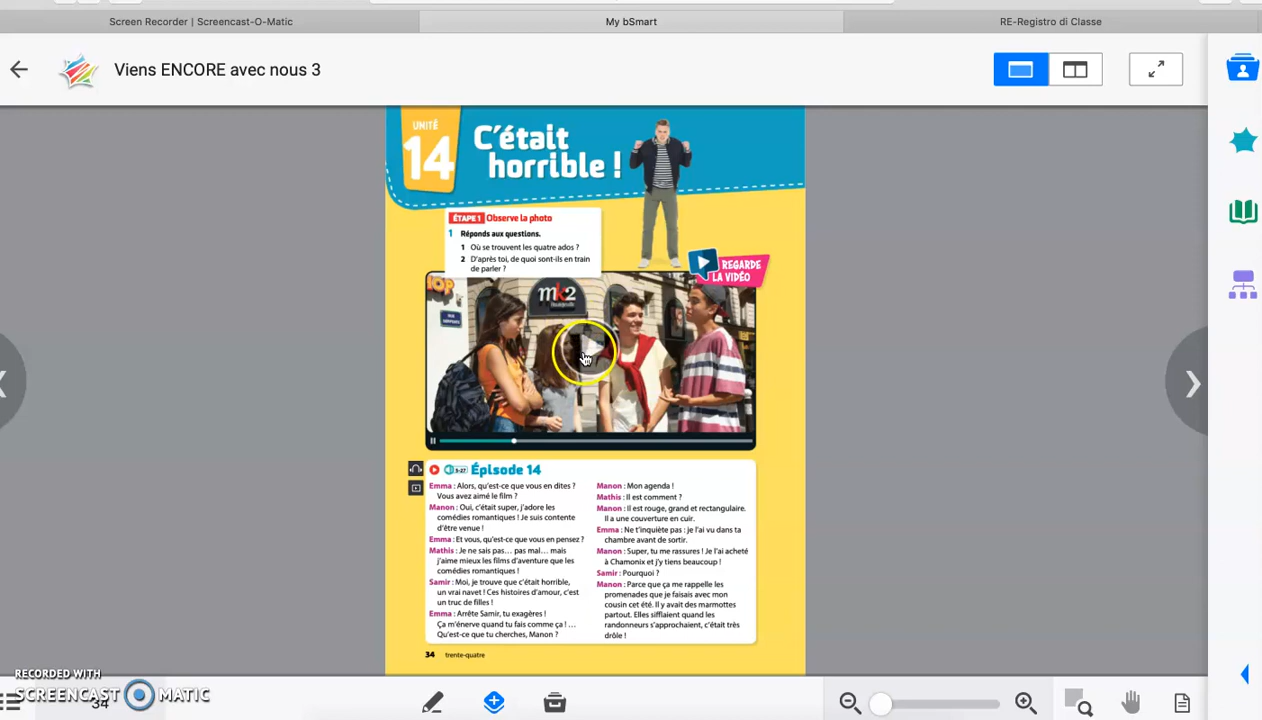 Screen Recorder | Screencast-O-Matic
My bSmart
RE-Registro di Classe
Viens ENCORE avec nous 3
UNITÉ
14
C'était
horrible !
ÉTAPE 1 Observe la photo
1 Réponds aux questions.
1 Où se trouvent les quatre ados ?
2 D'après toi, de quoi sont-ils en train
de parler ?
REGARDE
LA VIDÉO
mk2
Épisode 14
Emma : Alors, qu'est-ce que vous en dites ?
Vous avez aimé le film ?
Manon : Oui, c'était super, j'adore les
comédies romantiques ! Je suis contente
d'être venue !
Emma : Et vous, qu'est-ce que vous en pensez ?
Mathis : Je ne sais pas… pas mal… mais
j'aime mieux les films d'aventure que les
comédies romantiques !
Samir : Moi, je trouve que c'était horrible,
un vrai navet ! Ces histoires d'amour, c'est
un truc de filles !
Emma : Arrête Samir, tu exagères !
Ça m'énerve quand tu fais comme ça ! …
Qu'est-ce que tu cherches, Manon ?
Manon : Mon agenda !
Mathis : Il est comment ?
Manon : Il est rouge, grand et rectangulaire.
Il a une couverture en cuir.
Emma : Ne t'inquiète pas : je l'ai vu dans ta
chambre avant de sortir.
Manon : Super, tu me rassures ! Je l'ai acheté
à Chamonix et j'y tiens beaucoup !
Samir : Pourquoi ?
Manon : Parce que ça me rappelle les
promenades que je faisais avec mon
cousin cet été. Il y avait des marmottes
partout. Elles sifflaient quand les
randonneurs s'approchaient, c'était très
drôle !
34 trente-quatre
RECORDED WITH
SCREENCAST MATIC
34